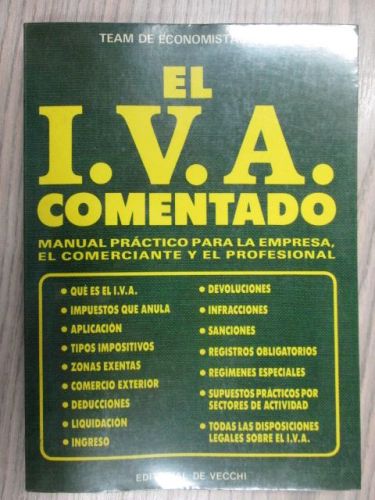 TEAM DE ECONOMISTAS
EL
I.V.A.
COMENTADO
MANUAL PRÁCTICO PARA LA EMPRESA,
EL COMERCIANTE Y EL PROFESIONAL
• QUÉ ES EL I.V.A.
• IMPUESTOS QUE ANULA
• APLICACIÓN
• TIPOS IMPOSITIVOS
• ZONAS EXENTAS
• COMERCIO EXTERIOR
• DEDUCCIONES
• LIQUIDACIÓN
• INGRESO
• DEVOLUCIONES
• INFRACCIONES
• SANCIONES
• REGISTROS OBLIGATORIOS
• REGÍMENES ESPECIALES
• SUPUESTOS PRÁCTICOS POR
SECTORES DE ACTIVIDAD
• TODAS LAS DISPOSICIONES
LEGALES SOBRE EL I.V.A.
EDITORIAL DE VECCHI